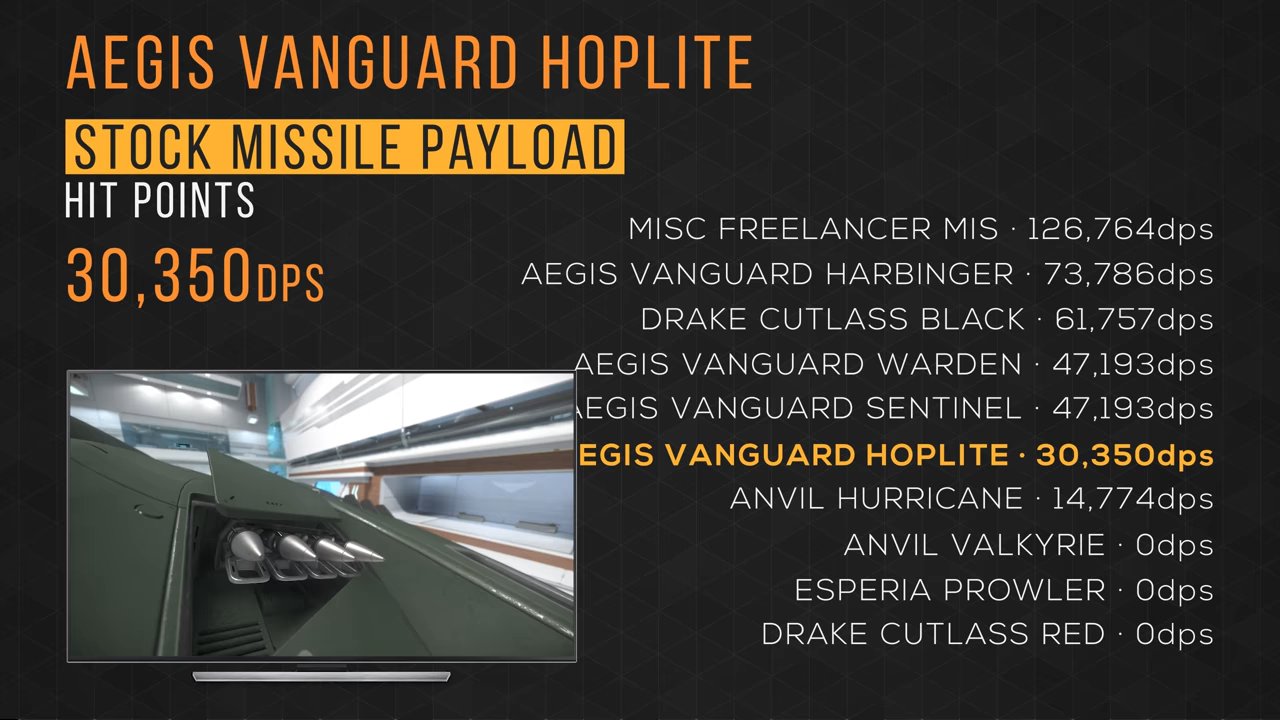 AEGIS VANGUARD HOPLITE
STOCK MISSILE PAYLOAD
HIT POINTS
30,350DPS
MISC FREELANCER MIS · 126,764dps
AEGIS VANGUARD HARBINGER · 73,786dps
DRAKE CUTLASS BLACK · 61,757dps
AEGIS VANGUARD WARDEN · 47,193dps
AEGIS VANGUARD SENTINEL · 47,193dps
EGIS VANGUARD HOPLITE · 30,350dps
ANVIL HURRICANE · 14,774dps
ANVIL VALKYRIE · 0dps
ESPERIA PROWLER · 0dps
DRAKE CUTLASS RED · 0dps